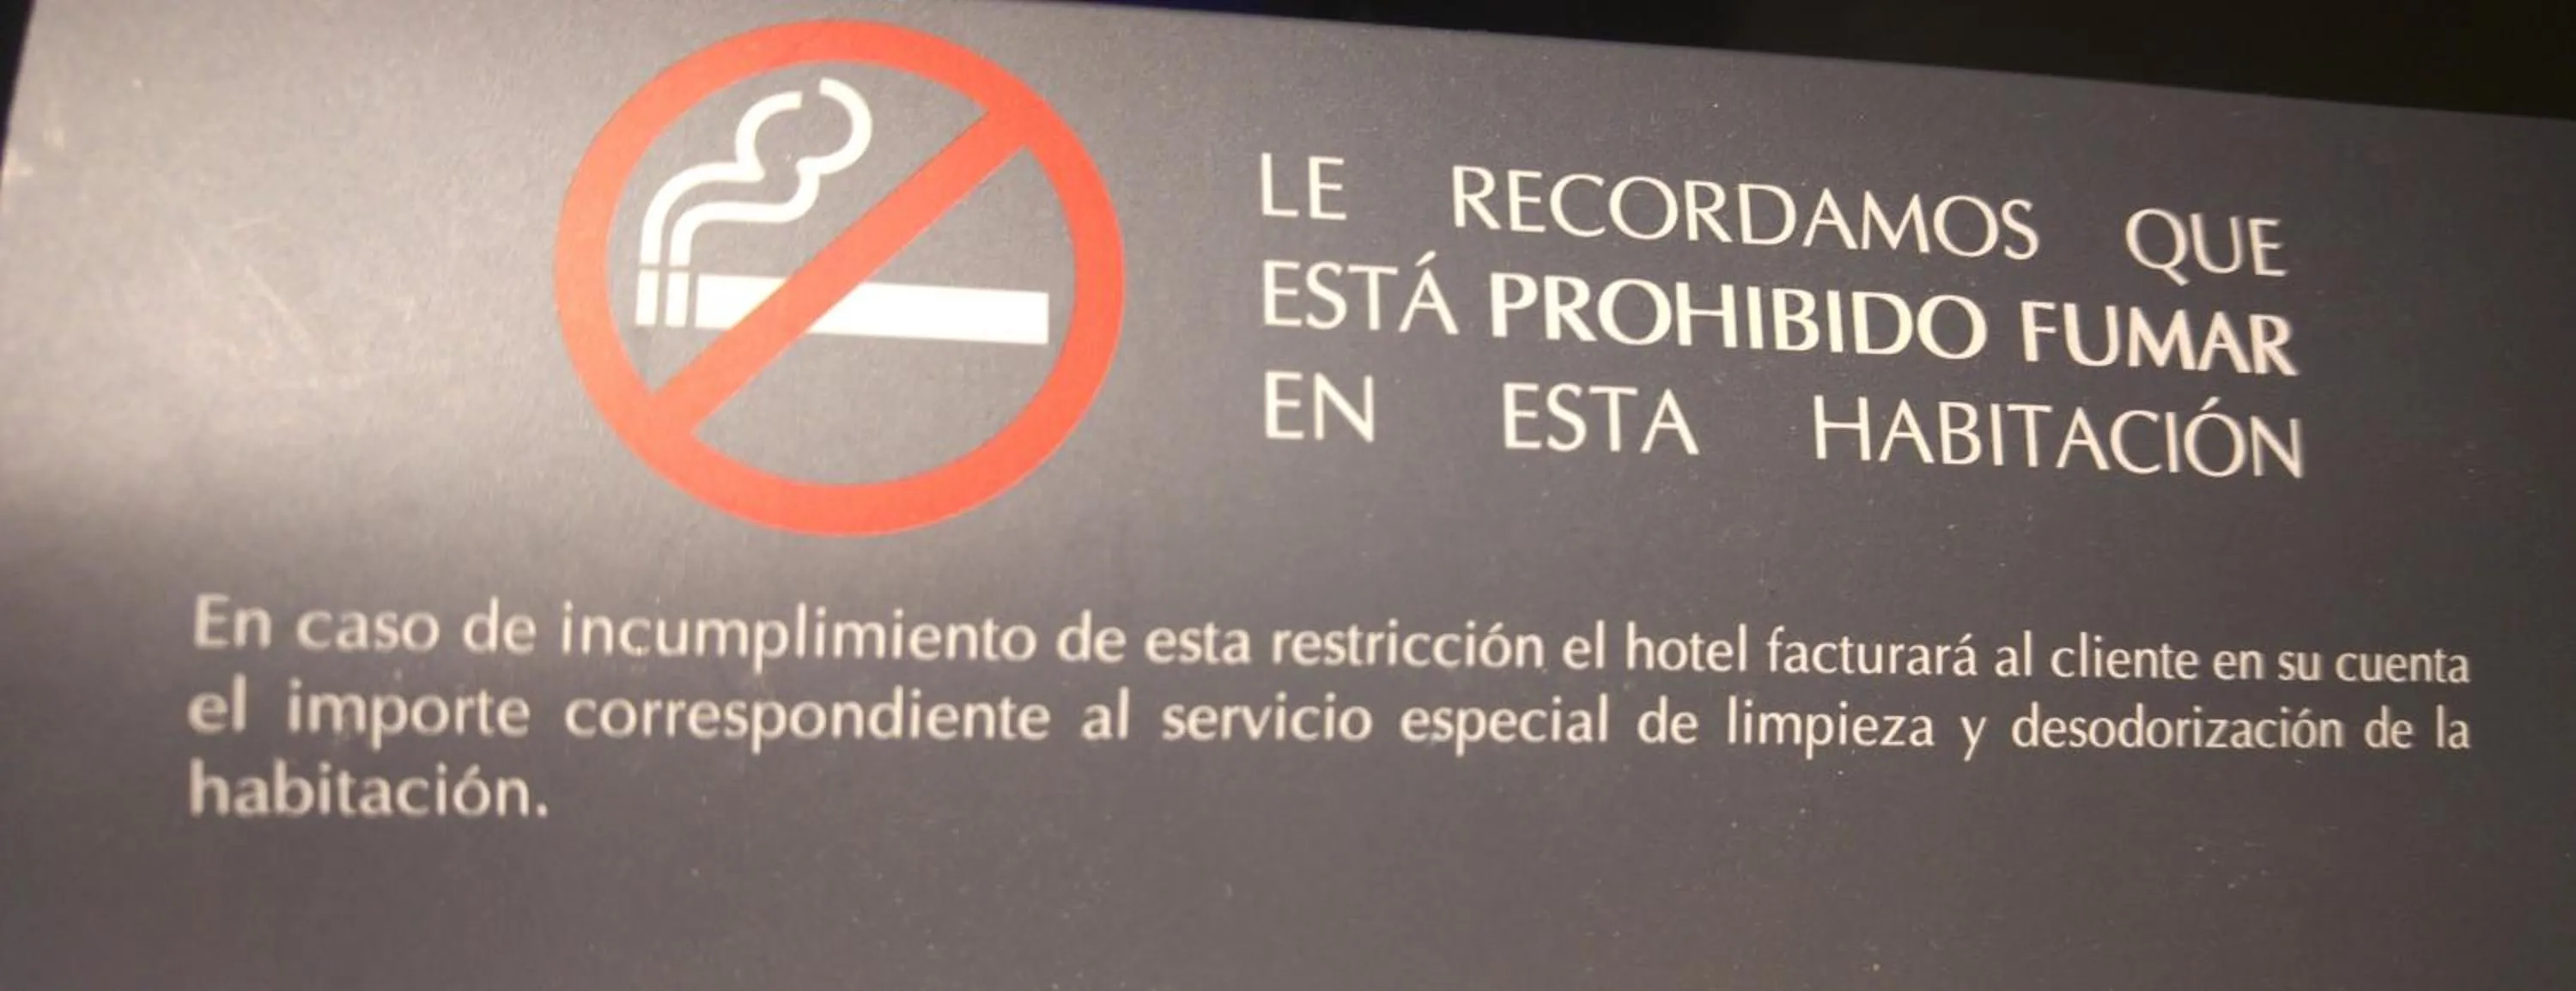 LE RECORDAMOS QUE
ESTÁ PROHIBIDO FUMAR
EN ESTA HABITACIÓN
En caso de incumplimiento de esta restricción el hotel facturará al cliente en su cuenta
el importe correspondiente al servicio especial de limpieza y desodorización de la
habitación.